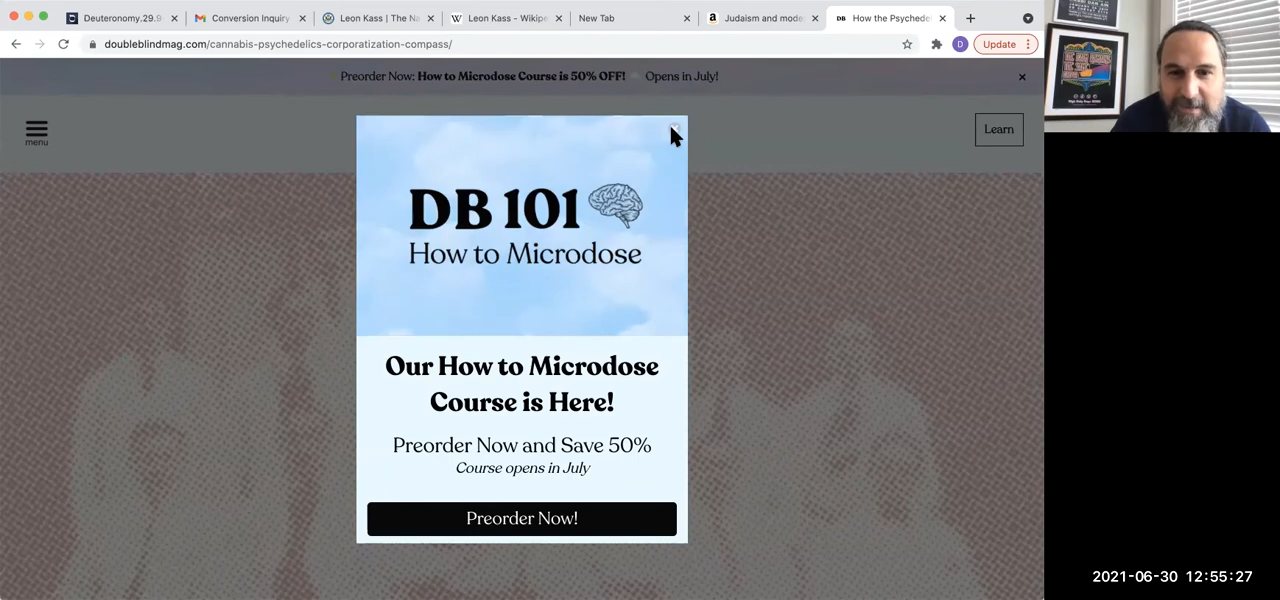 Deuteronomy.29.9
Conversion Inquiry
Leon Kass | The Na
Leon Kass - Wikipe
New Tab
Judaism and mode
DB How the Psychede
doubleblindmag.com/cannabis-psychedelics-corporatization-compass/
D
Update
Preorder Now: How to Microdose Course is 50% OFF! Opens in July!
menu
Learn
DB 101
How to Microdose
Our How to Microdose
Course is Here!
Preorder Now and Save 50%
Course opens in July
Preorder Now!
2021-06-30 12:55:27